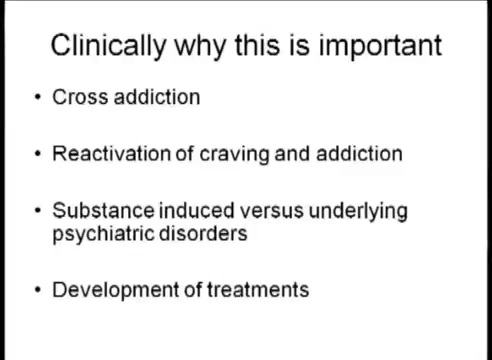 Clinically why this is important
• Cross addiction
• Reactivation of craving and addiction
• Substance induced versus underlying
psychiatric disorders
• Development of treatments